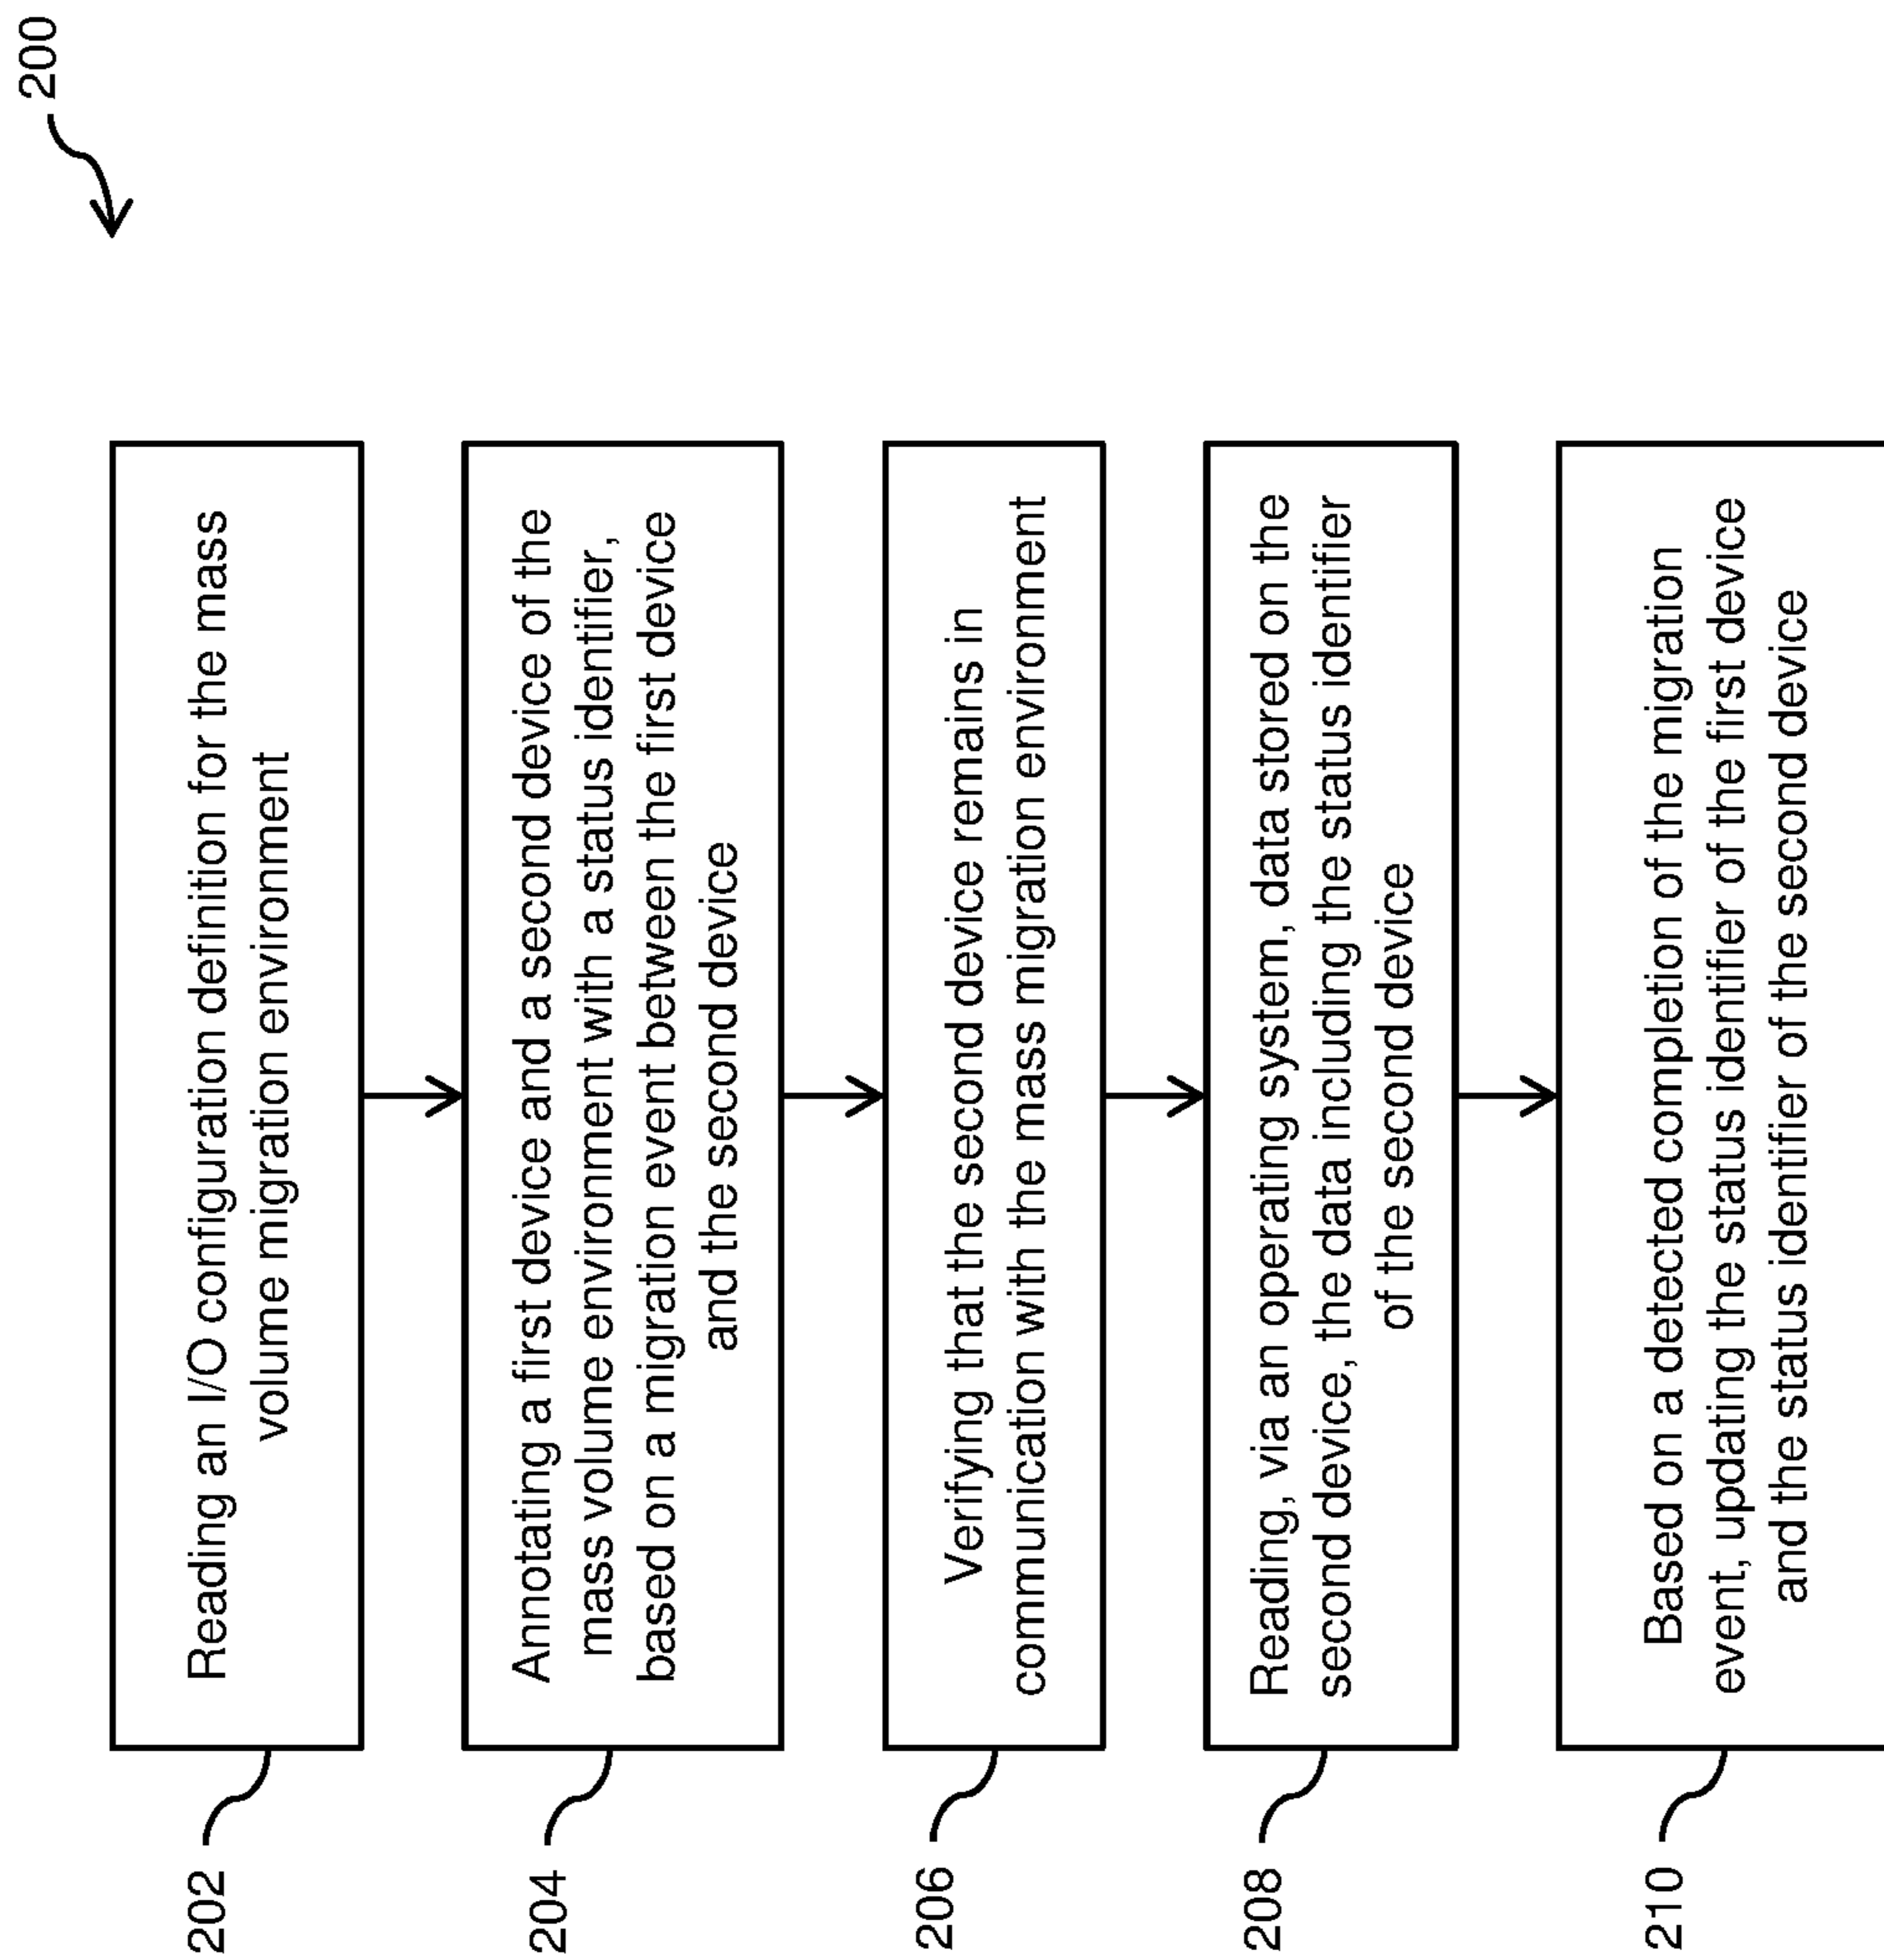 200
202
Reading an I/O configuration definition for the mass
volume migration environment
204
Annotating a first device and a second device of the
mass volume environment with a status identifier,
based on a migration event between the first device
and the second device
206
Verifying that the second device remains in
communication with the mass migration environment
208
Reading, via an operating system, data stored on the
second device, the data including the status identifier
of the second device
210
Based on a detected completion of the migration
event, updating the status identifier of the first device
and the status identifier of the second device